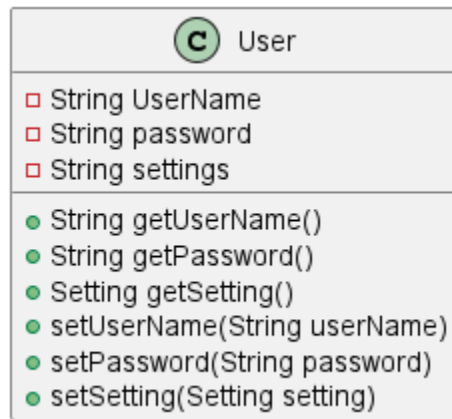 C User
String UserName
String password
String settings
String getUserName()
String getPassword()
Setting getSetting()
setUserName(String userName)
setPassword(String password)
setSetting(Setting setting)